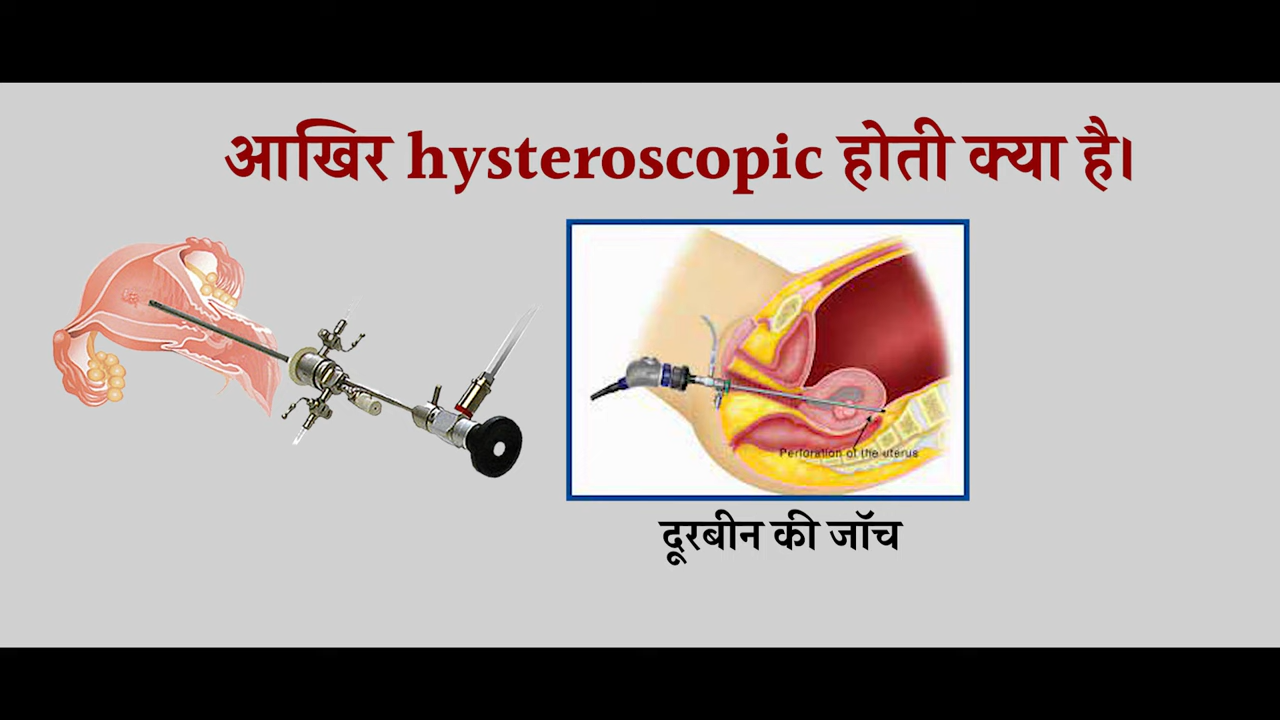 आखिर hysteroscopic होती क्या है।
Perforation of the uterus
दूरबीन की जॉच